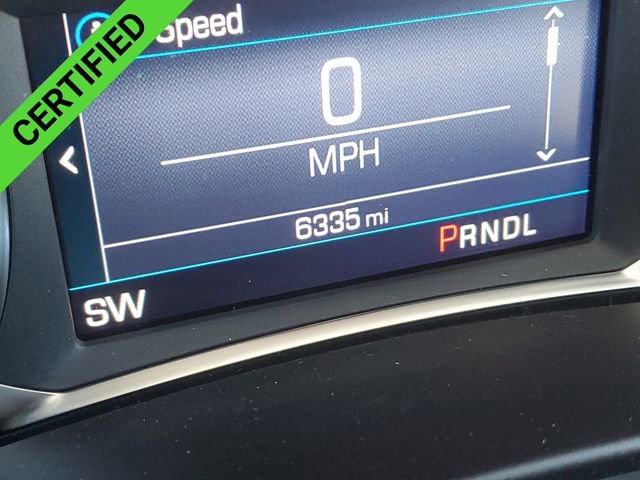 CERTIFIED
Speed
0
MPH
6335 mi
PRNDL
SW